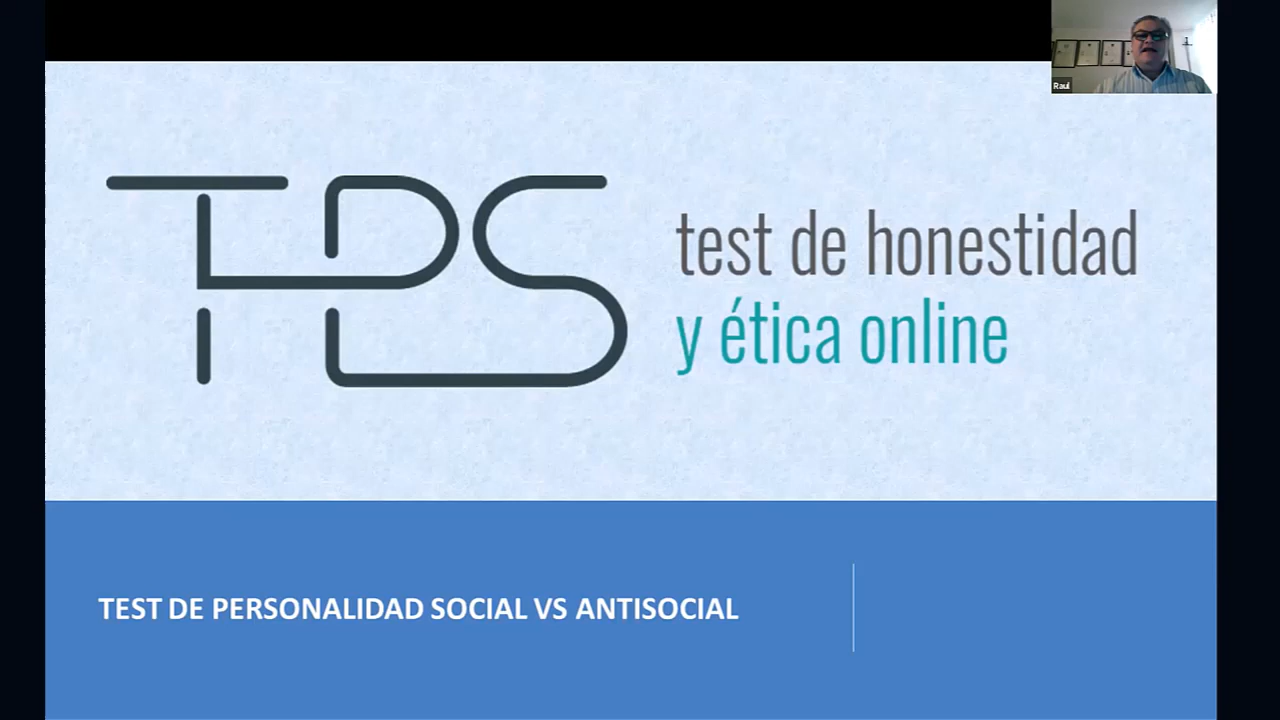 Raul
TPS
test de honestidad
y ética online
TEST DE PERSONALIDAD SOCIAL VS ANTISOCIAL